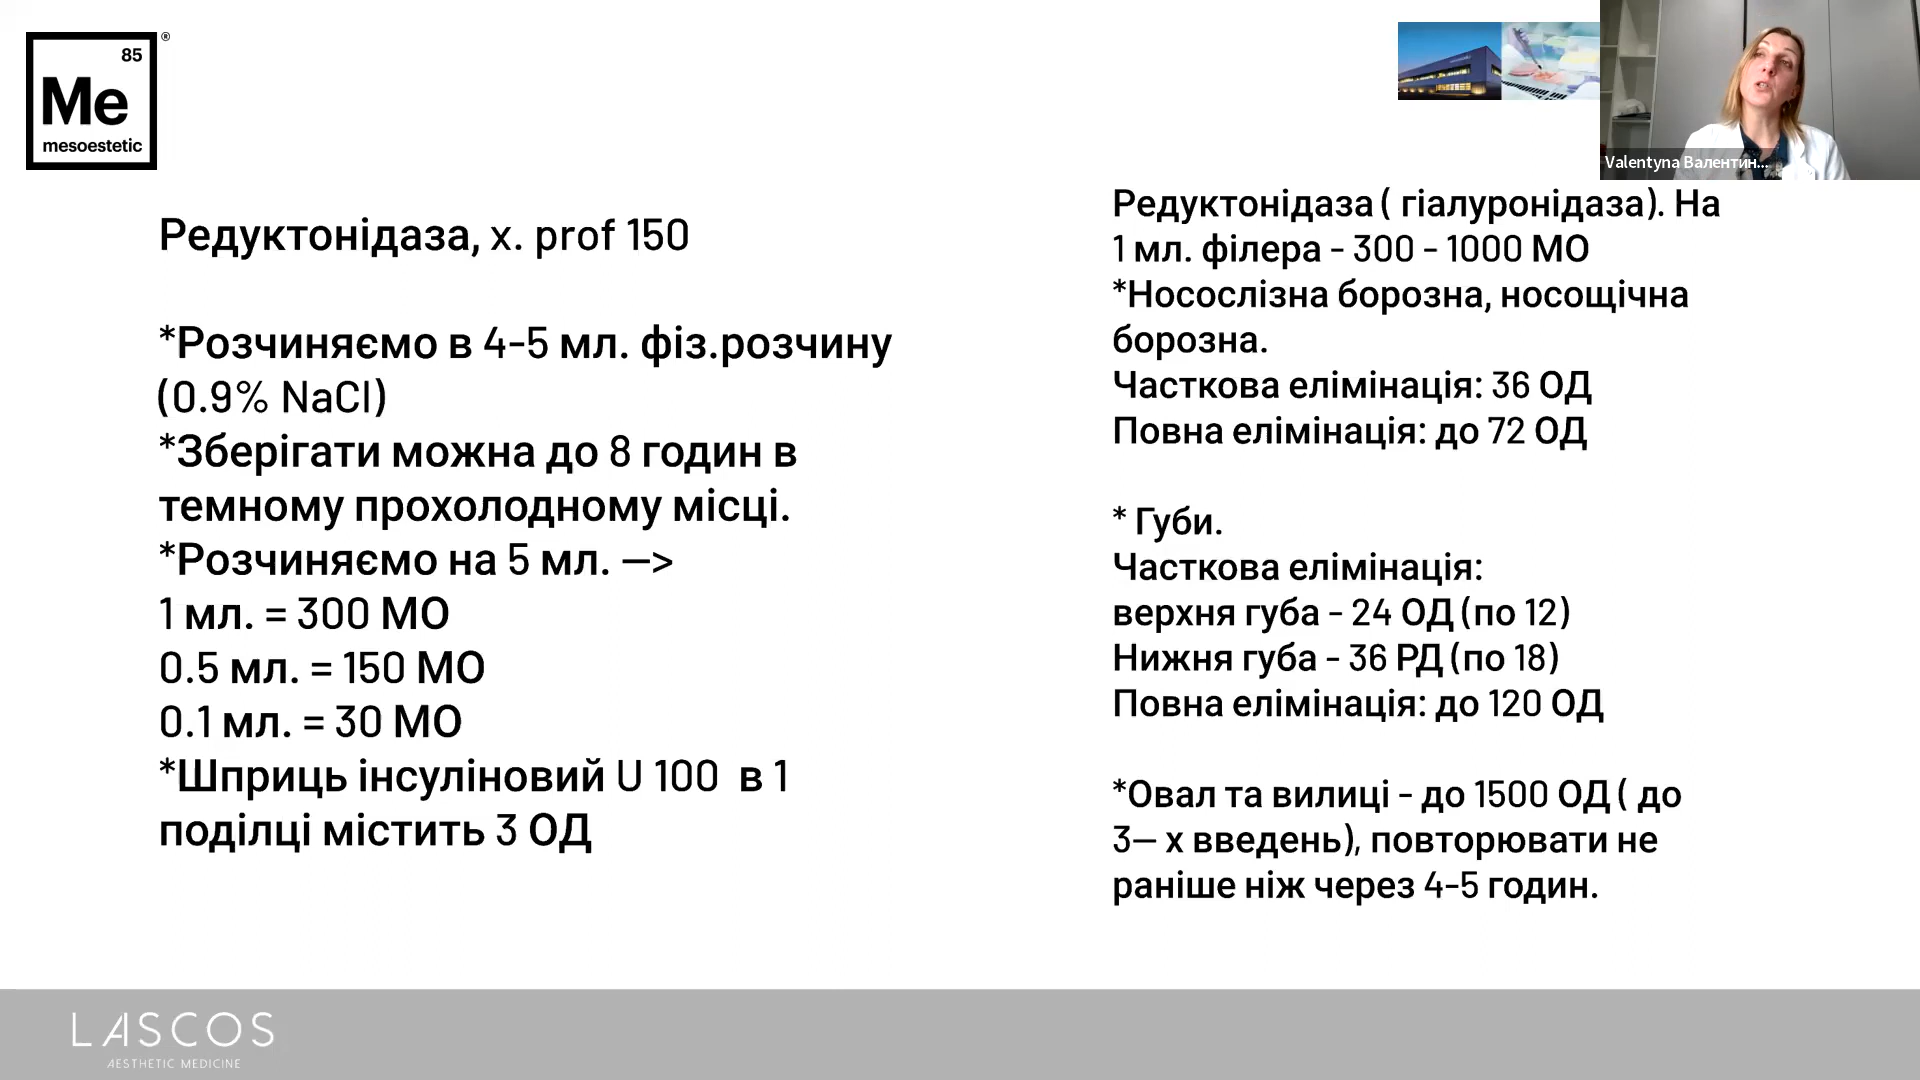 85
®
Me
mesoestetic
Valentyna Валентин...
Редуктонідаза, x. prof 150
*Розчиняємо в 4-5 мл. фіз.розчину
(0.9% NaCl)
*Зберігати можна до 8 годин в
темному прохолодному місці.
*Розчиняємо на 5 мл. —>
1 мл. = 300 МО
0.5 мл. = 150 МО
0.1 мл. = 30 МО
*Шприць інсуліновий U 100  в 1
поділці містить 3 ОД
Редуктонідаза ( гіалуронідаза). На
1 мл. філера - 300 - 1000 МО
*Носослізна борозна, носощічна
борозна.
Часткова елімінація: 36 ОД
Повна елімінація: до 72 ОД
* Губи.
Часткова елімінація:
верхня губа - 24 ОД (по 12)
Нижня губа - 36 РД (по 18)
Повна елімінація: до 120 ОД
*Овал та вилиці - до 1500 ОД ( до
3— х введень), повторювати не
раніше ніж через 4-5 годин.
LASCOS
AESTHETIC MEDICINE